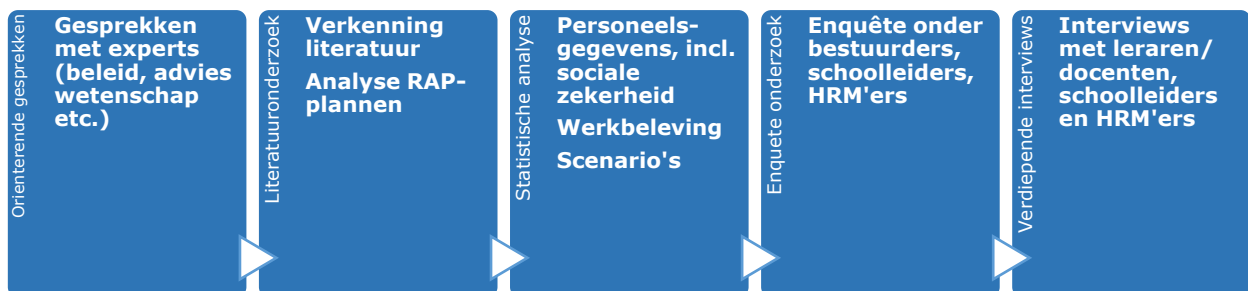 Orienterende gesprekken
Gesprekken
met experts
(beleid, advies
wetenschap
etc.)
Literatuuronderzoek
Verkenning
literatuur
Analyse RAP-
plannen
Statistische analyse
Personeels-
gegevens, incl.
sociale
zekerheid
Werkbeleving
Scenario's
Enquete onderzoek
Enquête onder
bestuurders,
schoolleiders,
HRM'ers
Verdiepende interviews
Interviews
met leraren/
docenten,
schoolleiders
en HRM'ers